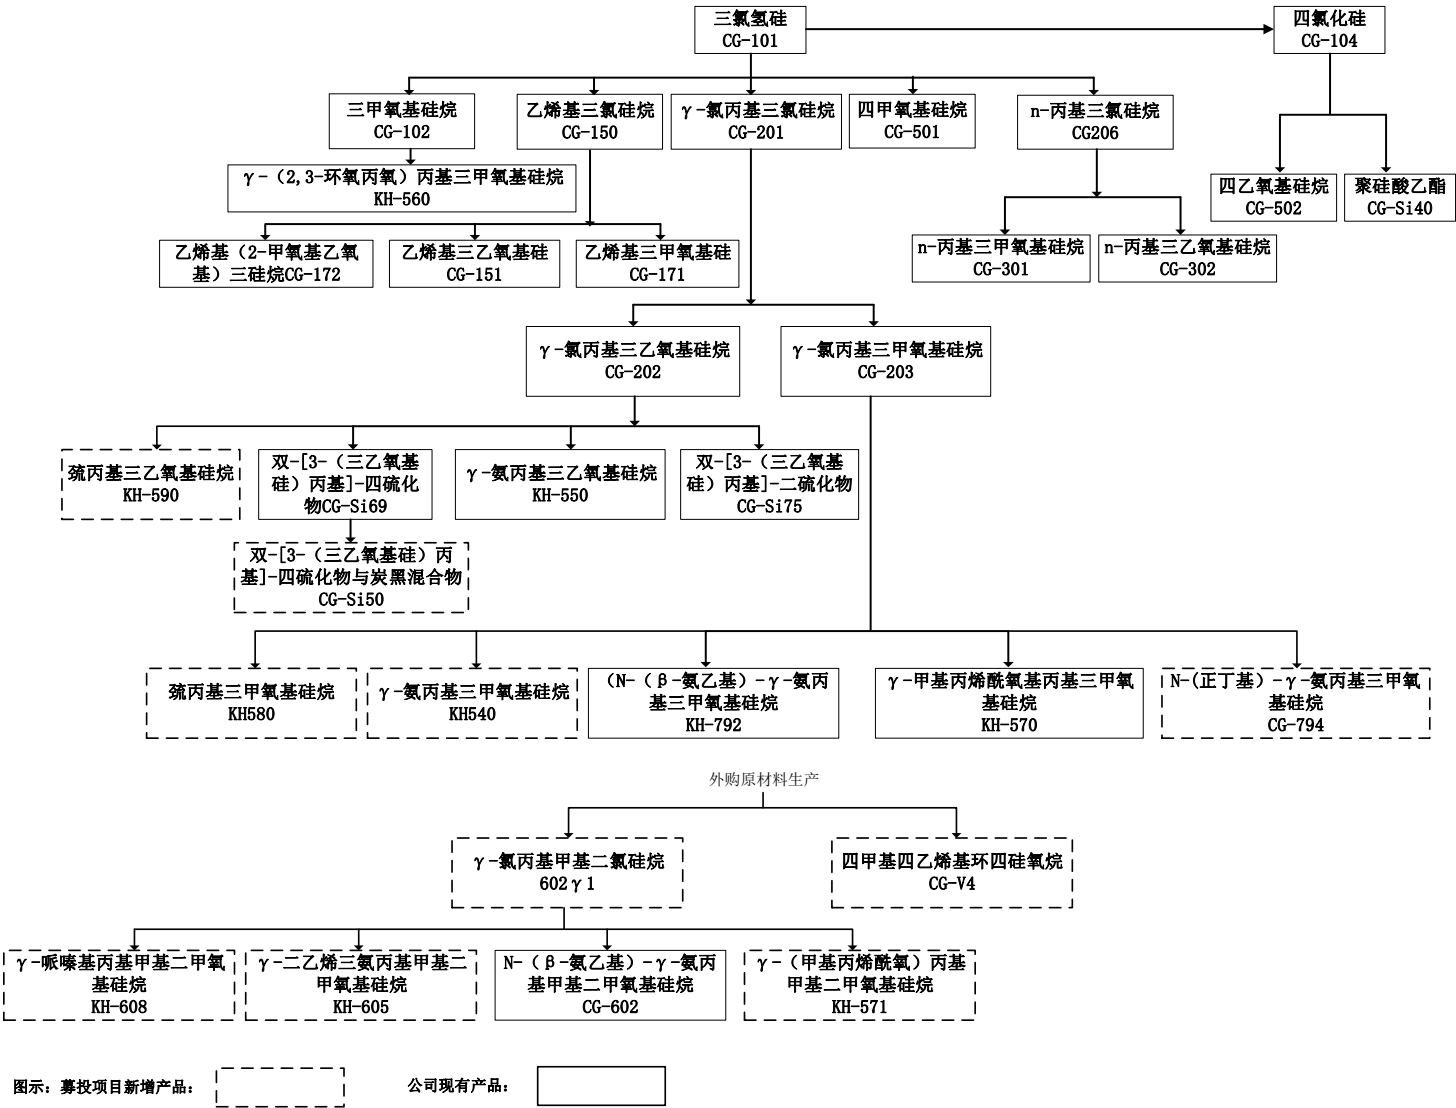 三氯氢硅
CG-101
四氯化硅
CG-104
三甲氧基硅烷
CG-102
乙烯基三氯硅烷
CG-150
γ-氯丙基三氯硅烷
CG-201
四甲氧基硅烷
CG-501
n-丙基三氯硅烷
CG206
γ-（2,3-环氧丙氧）丙基三甲氧基硅烷
KH-560
四乙氧基硅烷
CG-502
聚硅酸乙酯
CG-Si40
乙烯基（2-甲氧基乙氧
基）三硅烷CG-172
乙烯基三乙氧基硅
CG-151
乙烯基三甲氧基硅
CG-171
n-丙基三甲氧基硅烷
CG-301
n-丙基三乙氧基硅烷
CG-302
γ-氯丙基三乙氧基硅烷
CG-202
γ-氯丙基三甲氧基硅烷
CG-203
巯丙基三乙氧基硅烷
KH-590
双-[3-（三乙氧基
硅）丙基]-四硫化
物CG-Si69
γ-氨丙基三乙氧基硅烷
KH-550
双-[3-（三乙氧基
硅）丙基]-二硫化物
CG-Si75
双-[3-（三乙氧基硅）丙
基]-四硫化物与炭黑混合物
CG-Si50
巯丙基三甲氧基硅烷
KH580
γ-氨丙基三甲氧基硅烷
KH540
(N-（β-氨乙基）-γ-氨丙
基三甲氧基硅烷
KH-792
γ-甲基丙烯酰氧基丙基三甲氧
基硅烷
KH-570
N-(正丁基）-γ-氨丙基三甲氧
基硅烷
CG-794
外购原材料生产
γ-氯丙基甲基二氯硅烷
602γ1
四甲基四乙烯基环四硅氧烷
CG-V4
γ-哌嗪基丙基甲基二甲氧
基硅烷
KH-608
γ-二乙烯三氨丙基甲基二
甲氧基硅烷
KH-605
N-（β-氨乙基）-γ-氨丙
基甲基二甲氧基硅烷
CG-602
γ-（甲基丙烯酰氧）丙基
甲基二甲氧基硅烷
KH-571
图示：募投项目新增产品：
公司现有产品：